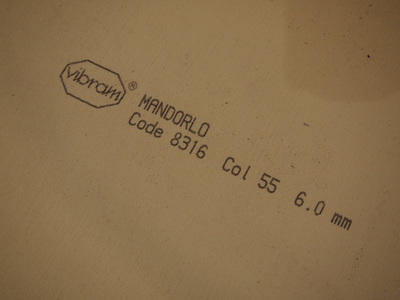 vibram®
MANDORLO
Code 8316 Col 55 6.0 mm